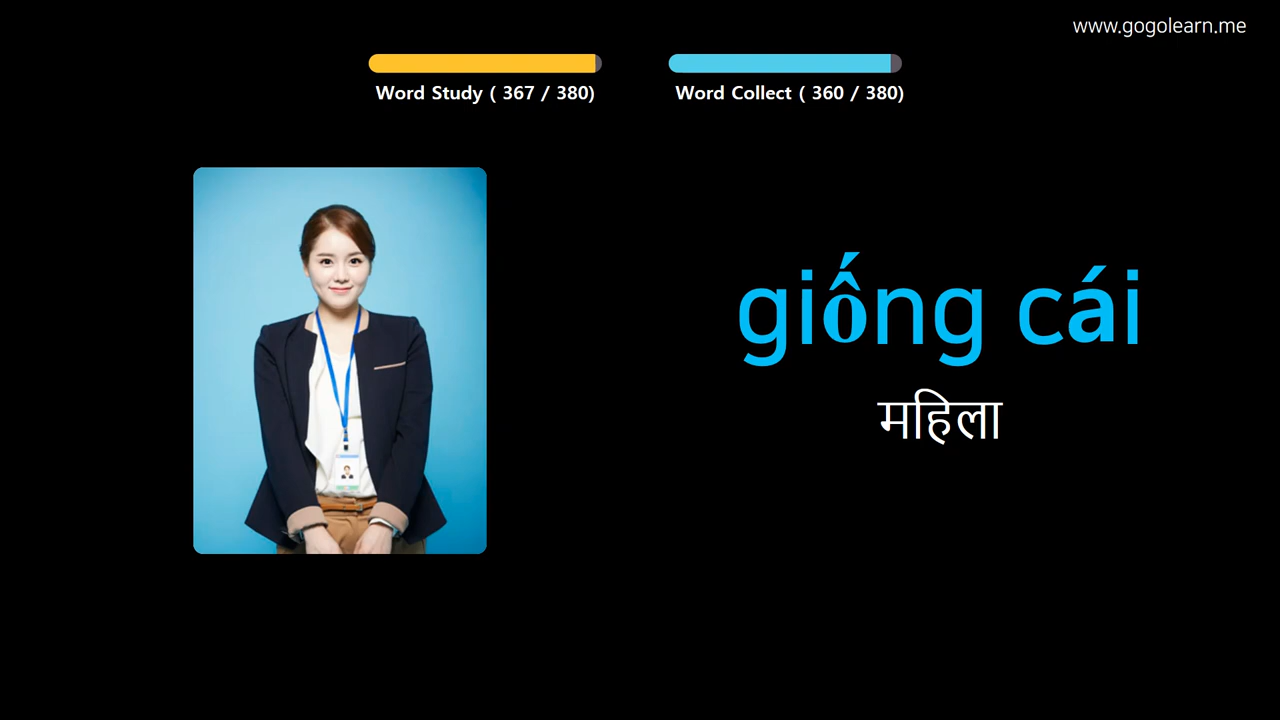 www.gogolearn.me
Word Study ( 367 / 380)
Word Collect ( 360 / 380)
giống cái
महिला